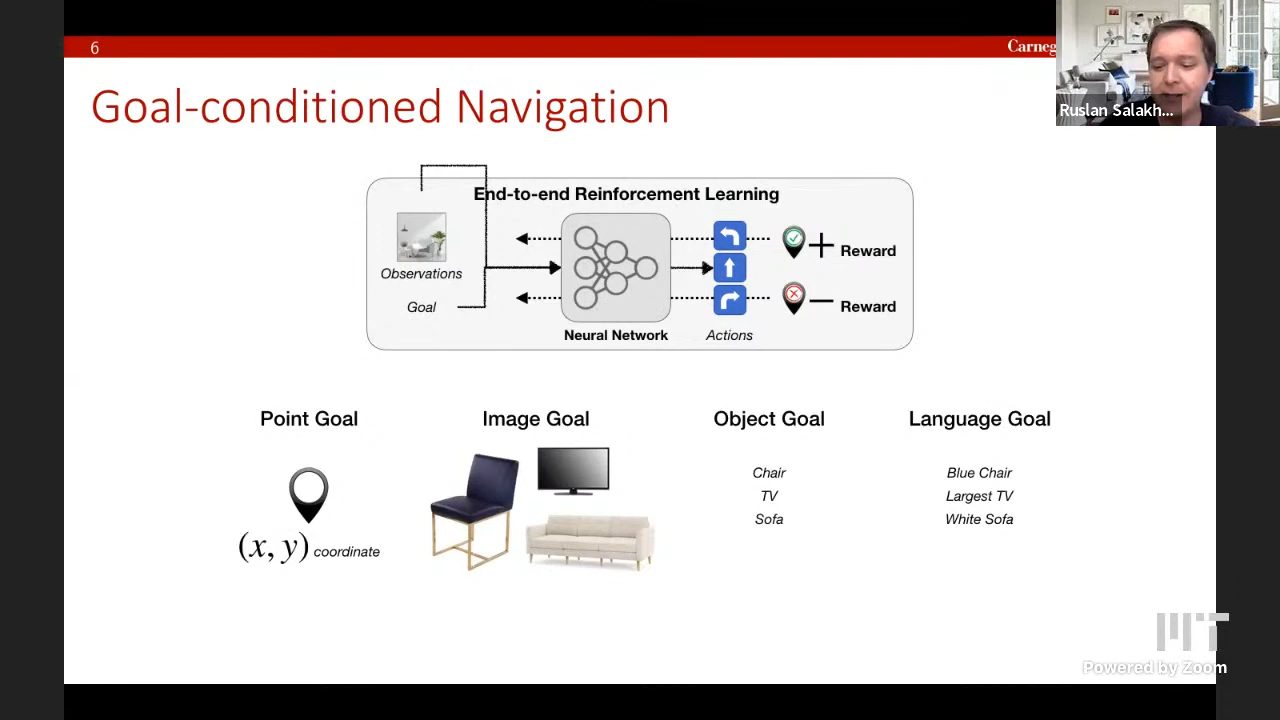 6
Carneg
Ruslan Salakh...
Goal-conditioned Navigation
End-to-end Reinforcement Learning
Observations
Goal
Neural Network
Actions
+ Reward
− Reward
Point Goal
(x, y) coordinate
Image Goal
Object Goal
Chair
TV
Sofa
Language Goal
Blue Chair
Largest TV
White Sofa
MIT
Powered by Zoom